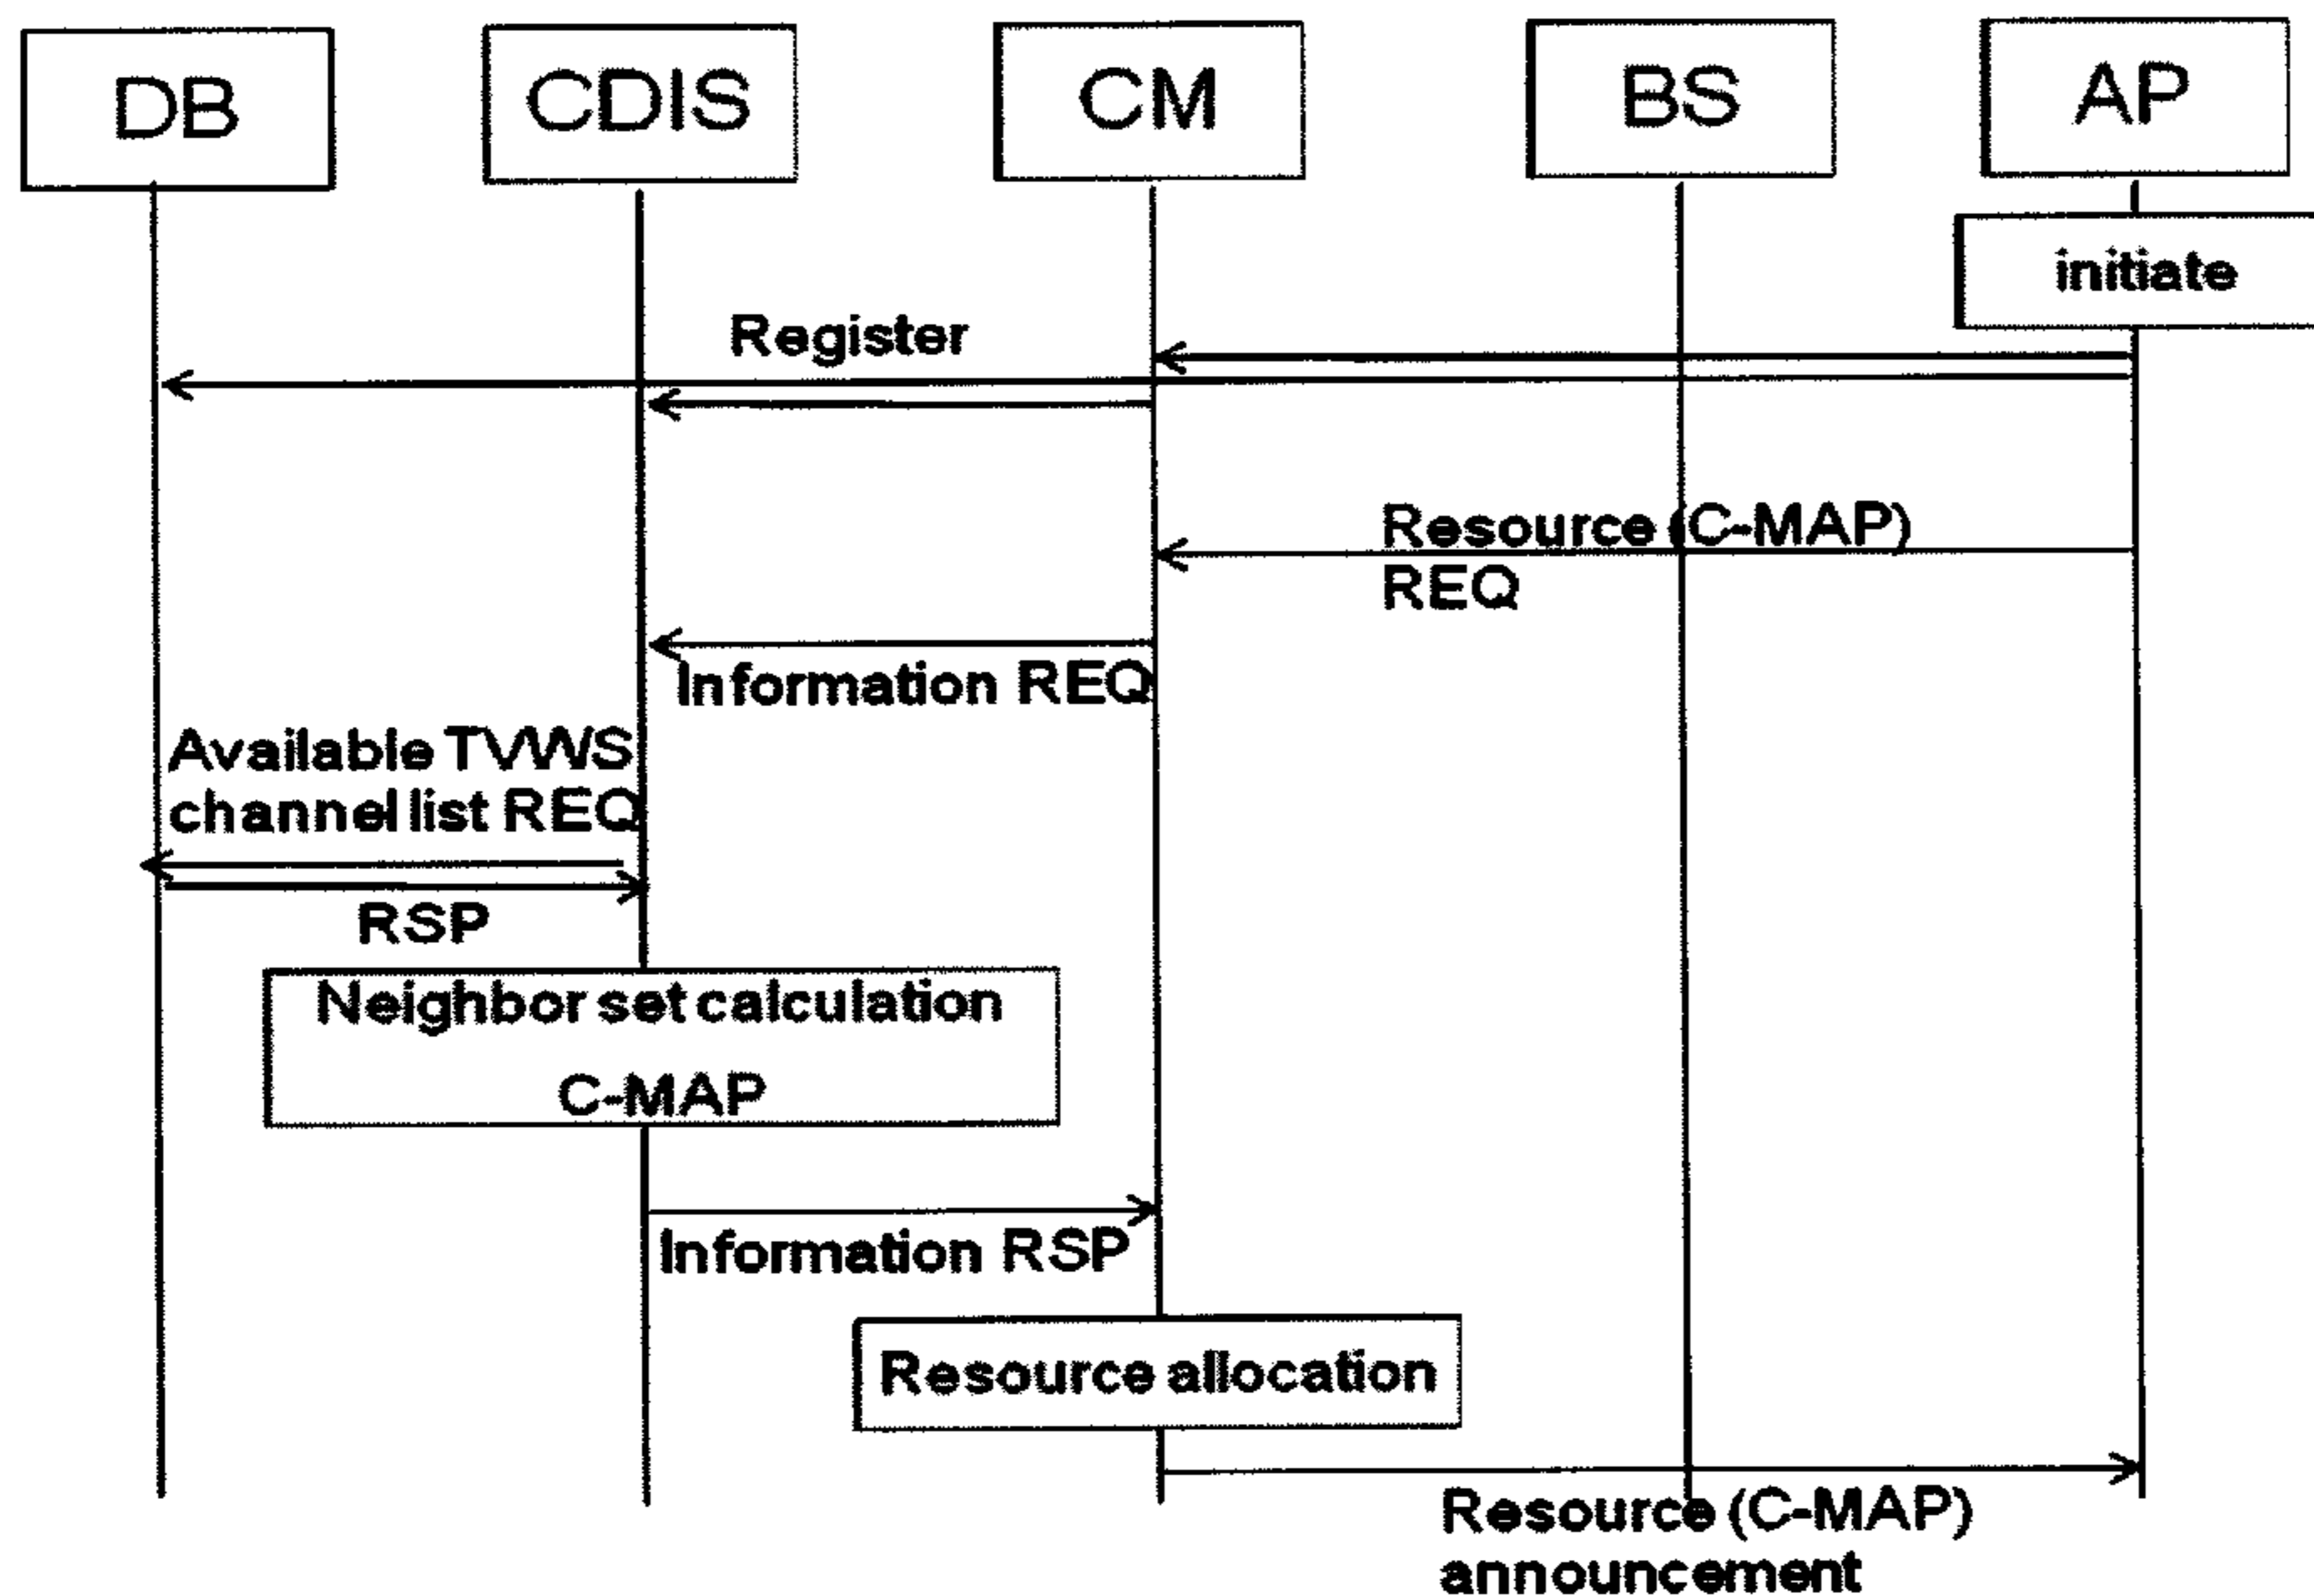 DB
CDIS
CM
BS
AP
initiate
Register
Resource (C-MAP)
REQ
Information REQ
Available TVWS
channel list REQ
RSP
Neighbor set calculation
C-MAP
Information RSP
Resource allocation
Resource (C-MAP)
announcement